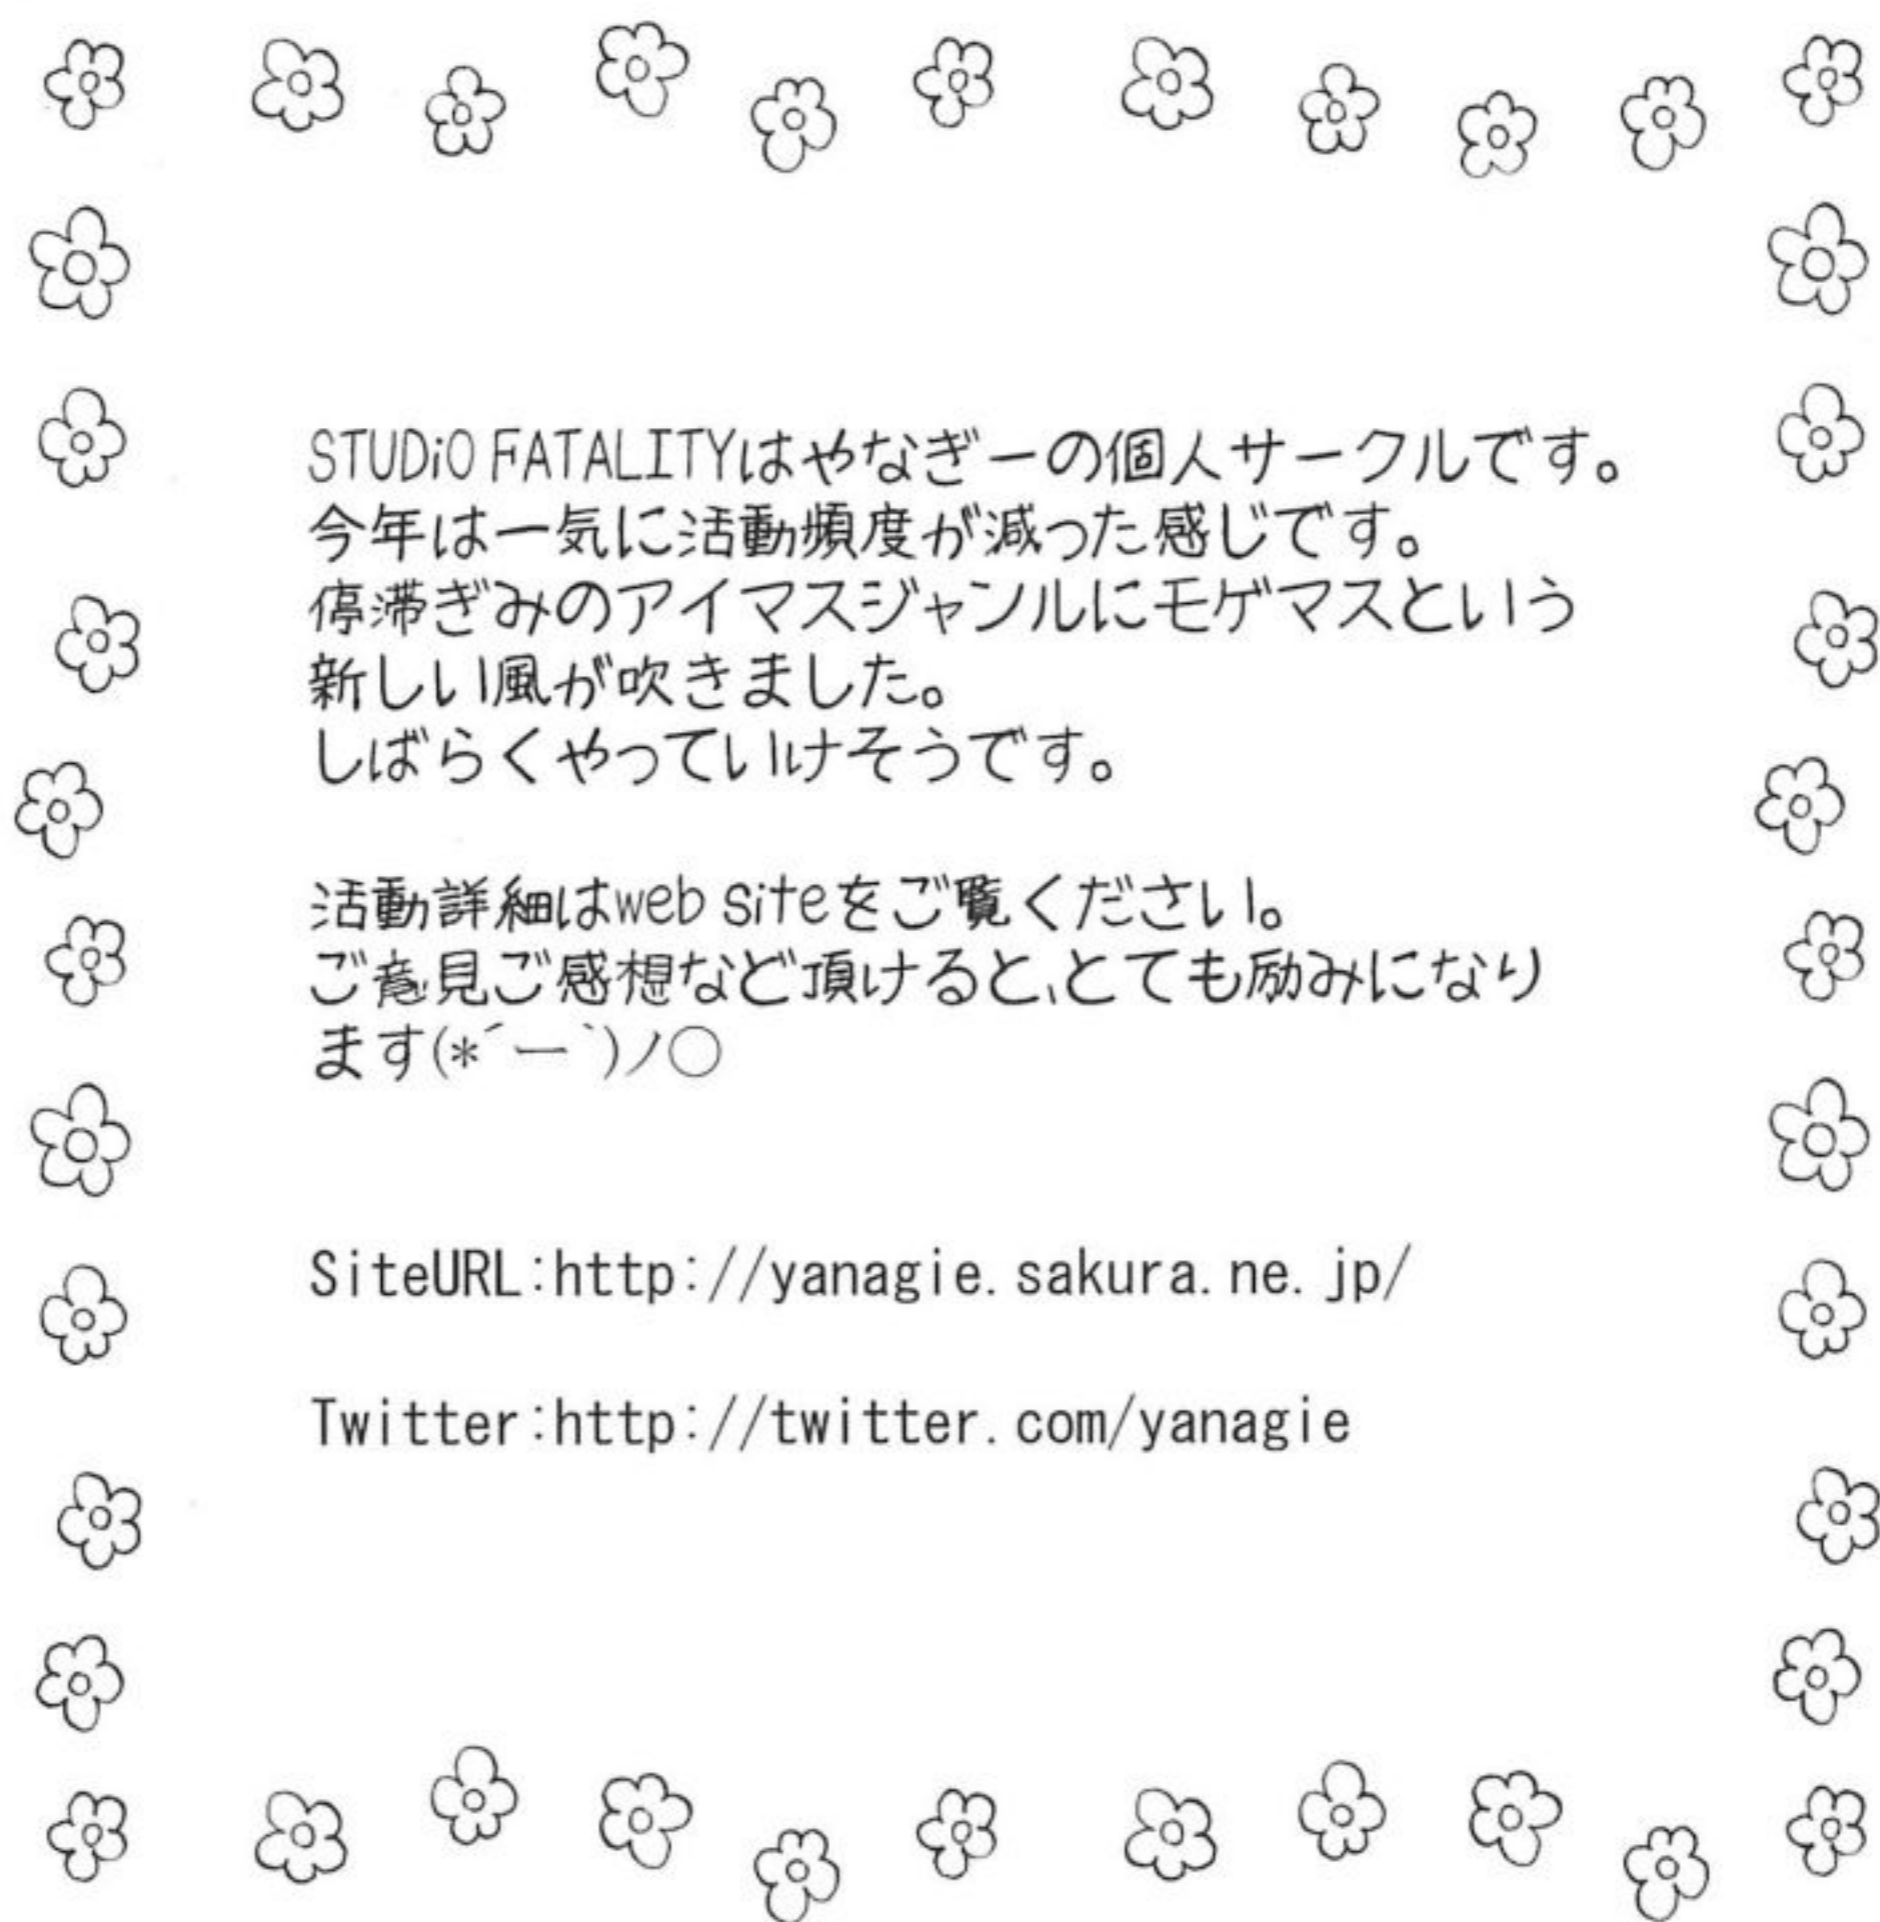 STUDiO FATALITYはやなぎーの個人サークルです。
今年は一気に活動頻度が減った感じです。
停滞ぎみのアイマスジャンルにモゲマスという
新しい風が吹きました。
しばらくやっていけそうです。
活動詳細はweb siteをご覧ください。
ご意見ご感想など頂けると、とても励みになり
ます(*´ー`)ノ○
SiteURL:http://yanagie.sakura.ne.jp/
Twitter:http://twitter.com/yanagie